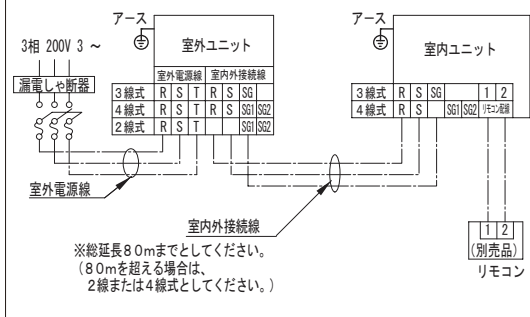 アース
3相 200V 3 ~
漏電しゃ断器
室外ユニット
室外電源線 室内外接続線
3線式 R S T R S SG
4線式 R S T R S SG1 SG2
2線式 R S T SG1 SG2
室外電源線
室内外接続線
※総延長80mまでとしてください。
(80mを超える場合は、
2線または4線式としてください。)
アース
室内ユニット
3線式 R S SG 1 2
4線式 R S SG1 SG2 リモコン配線
1 2
(別売品)
リモコン